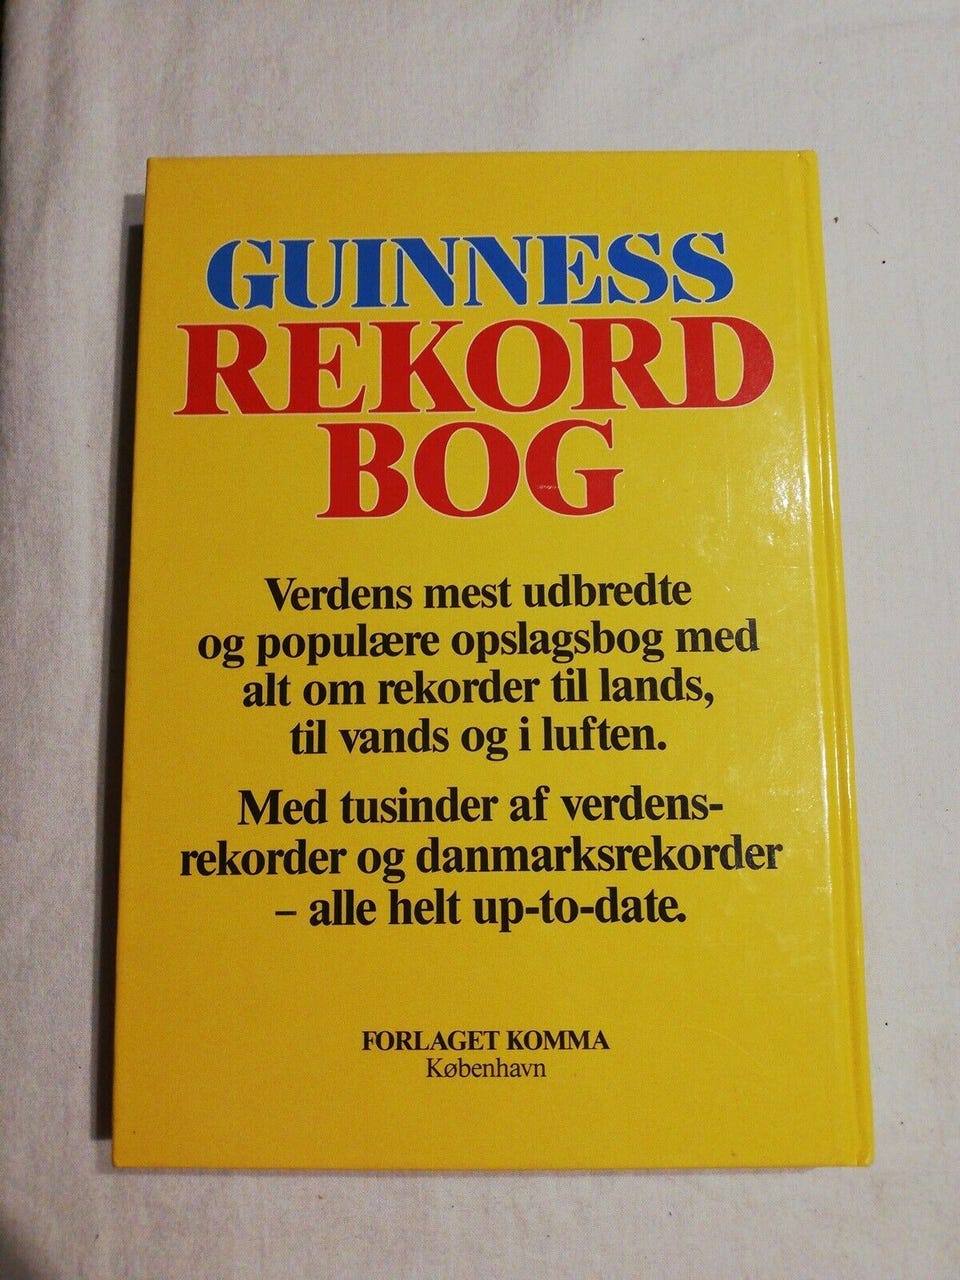 GUINNESS
REKORD
BOG
Verdens mest udbredte
og populære opslagsbog med
alt om rekorder til lands,
til vands og i luften.
Med tusinder af verdens-
rekorder og danmarksrekorder
– alle helt up-to-date.
FORLAGET KOMMA
København